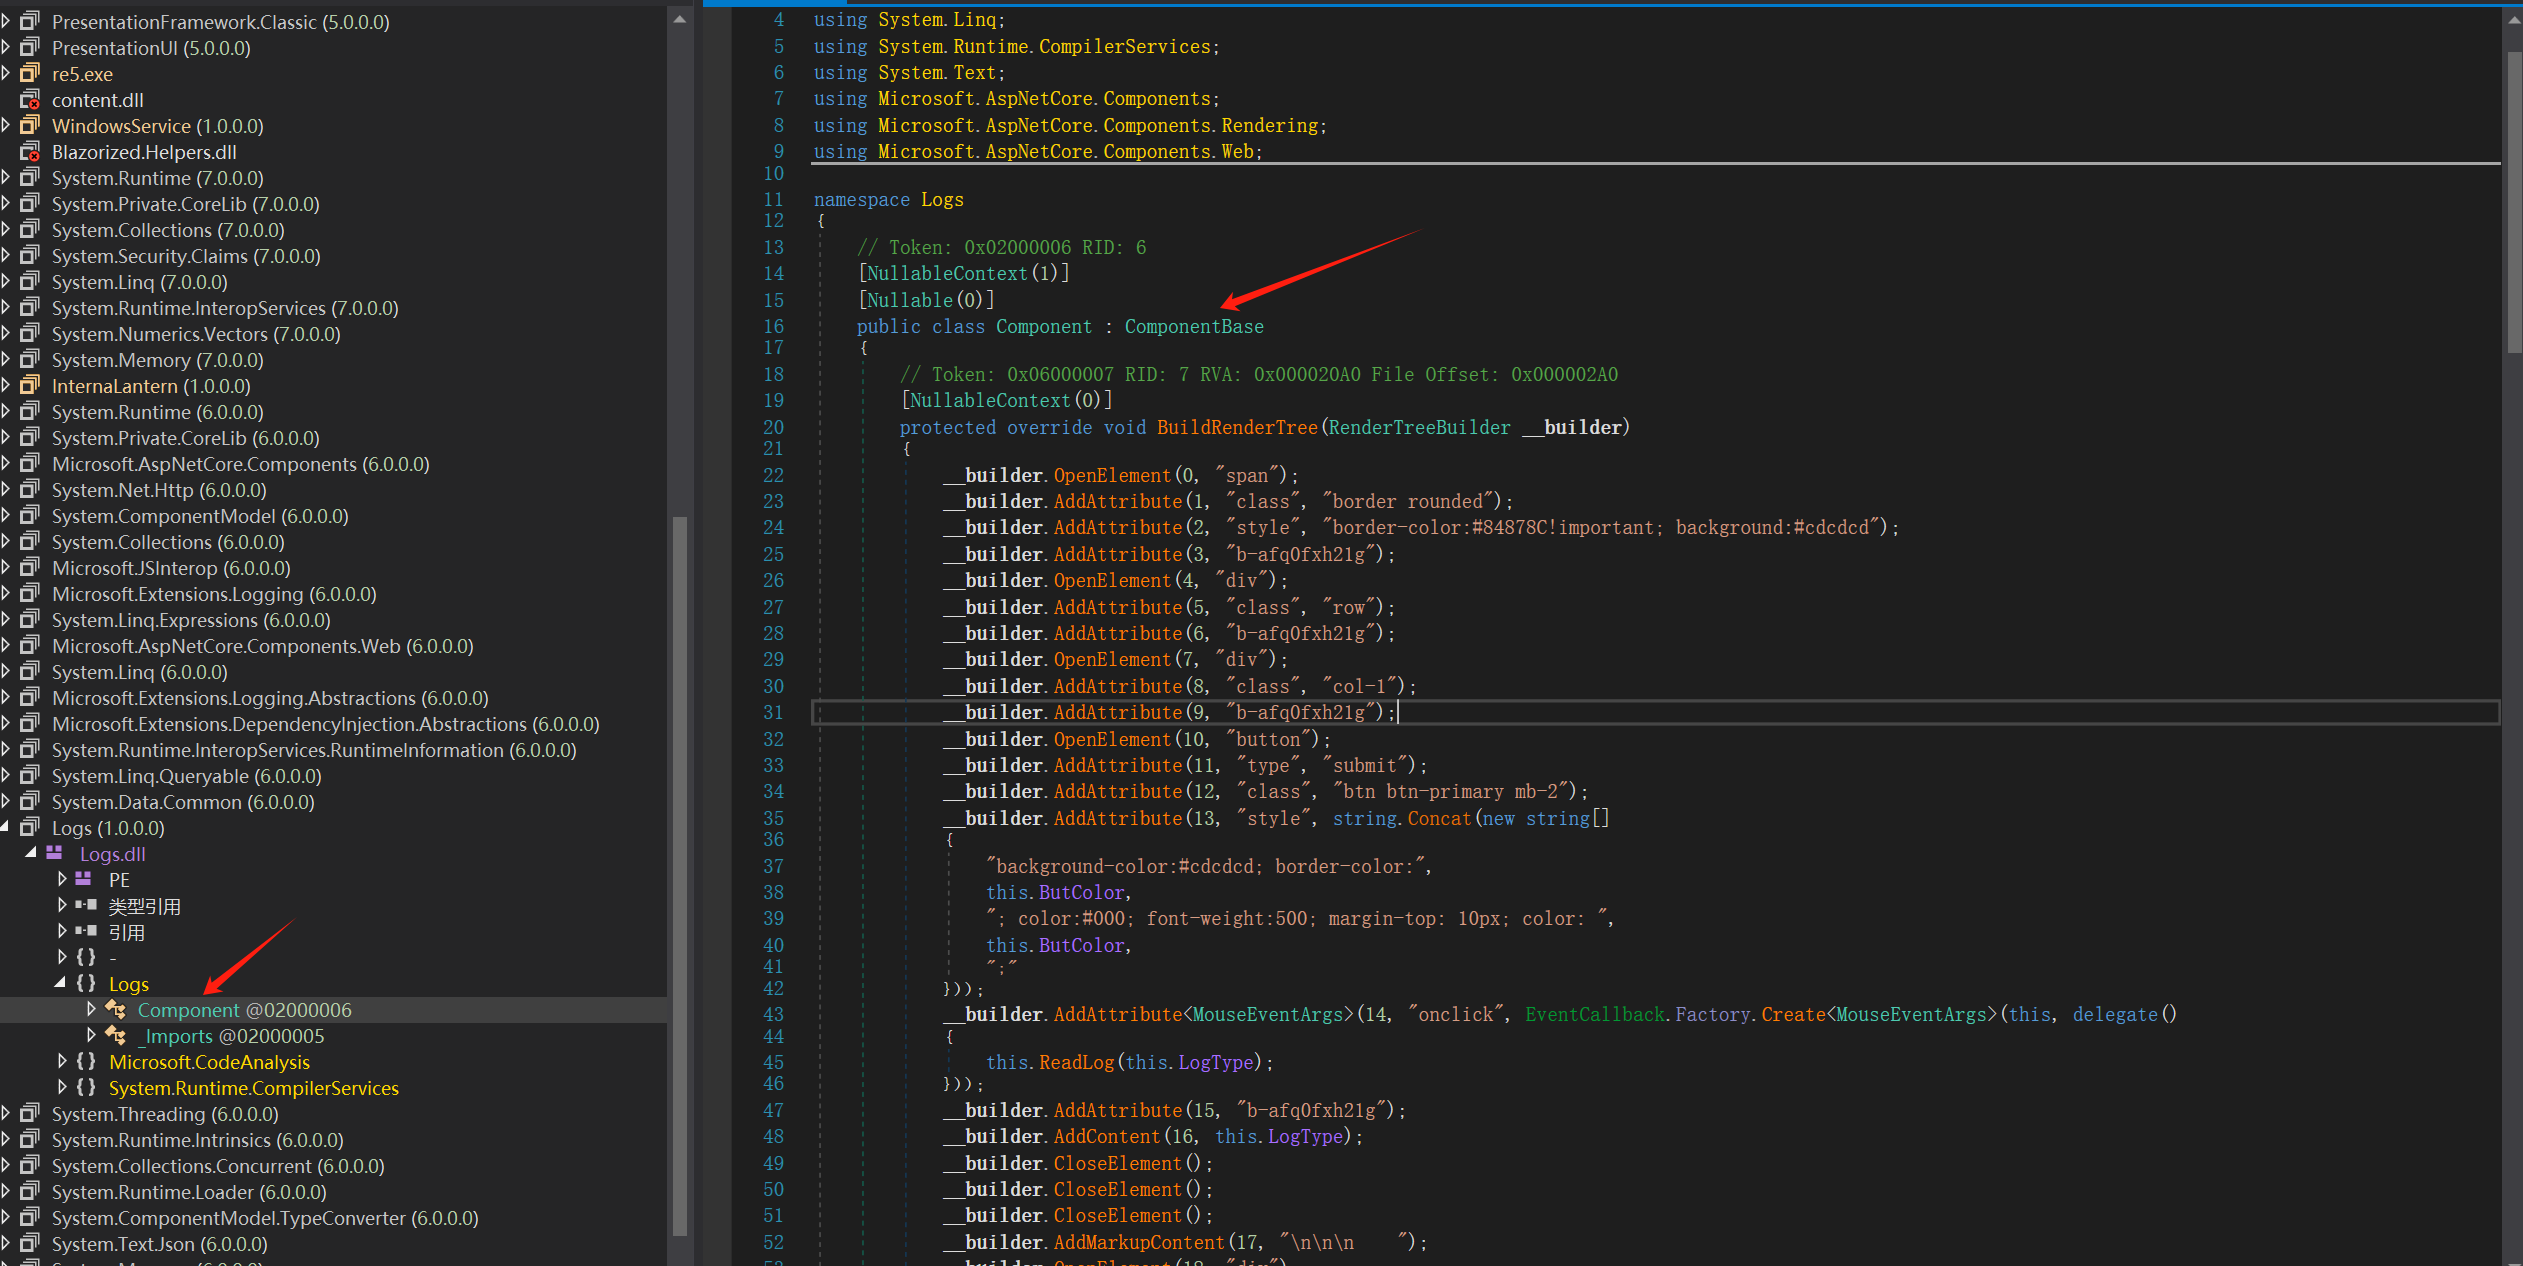 PresentationFramework.Classic (5.0.0.0)
PresentationUI (5.0.0.0)
re5.exe
content.dll
WindowsService (1.0.0.0)
Blazorized.Helpers.dll
System.Runtime (7.0.0.0)
System.Private.CoreLib (7.0.0.0)
System.Collections (7.0.0.0)
System.Security.Claims (7.0.0.0)
System.Linq (7.0.0.0)
System.Runtime.InteropServices (7.0.0.0)
System.Numerics.Vectors (7.0.0.0)
System.Memory (7.0.0.0)
InternaLantern (1.0.0.0)
System.Runtime (6.0.0.0)
System.Private.CoreLib (6.0.0.0)
Microsoft.AspNetCore.Components (6.0.0.0)
System.Net.Http (6.0.0.0)
System.ComponentModel (6.0.0.0)
System.Collections (6.0.0.0)
Microsoft.JSInterop (6.0.0.0)
Microsoft.Extensions.Logging (6.0.0.0)
System.Linq.Expressions (6.0.0.0)
Microsoft.AspNetCore.Components.Web (6.0.0.0)
System.Linq (6.0.0.0)
Microsoft.Extensions.Logging.Abstractions (6.0.0.0)
Microsoft.Extensions.DependencyInjection.Abstractions (6.0.0.0)
System.Runtime.InteropServices.RuntimeInformation (6.0.0.0)
System.Linq.Queryable (6.0.0.0)
System.Data.Common (6.0.0.0)
Logs (1.0.0.0)
Logs.dll
PE
类型引用
引用
{ } -
{ } Logs
Component @02000006
_Imports @02000005
{ } Microsoft.CodeAnalysis
{ } System.Runtime.CompilerServices
System.Threading (6.0.0.0)
System.Runtime.Intrinsics (6.0.0.0)
System.Collections.Concurrent (6.0.0.0)
System.Runtime.Loader (6.0.0.0)
System.ComponentModel.TypeConverter (6.0.0.0)
System.Text.Json (6.0.0.0)
4 using System.Linq;
5 using System.Runtime.CompilerServices;
6 using System.Text;
7 using Microsoft.AspNetCore.Components;
8 using Microsoft.AspNetCore.Components.Rendering;
9 using Microsoft.AspNetCore.Components.Web;
10
11 namespace Logs
12 {
13 // Token: 0x02000006 RID: 6
14 [NullableContext(1)]
15 [Nullable(0)]
16 public class Component : ComponentBase
17 {
18 // Token: 0x06000007 RID: 7 RVA: 0x000020A0 File Offset: 0x000002A0
19 [NullableContext(0)]
20 protected override void BuildRenderTree(RenderTreeBuilder __builder)
21 {
22 __builder.OpenElement(0, "span");
23 __builder.AddAttribute(1, "class", "border rounded");
24 __builder.AddAttribute(2, "style", "border-color:#84878C!important; background:#cdcdcd");
25 __builder.AddAttribute(3, "b-afq0fxh21g");
26 __builder.OpenElement(4, "div");
27 __builder.AddAttribute(5, "class", "row");
28 __builder.AddAttribute(6, "b-afq0fxh21g");
29 __builder.OpenElement(7, "div");
30 __builder.AddAttribute(8, "class", "col-1");
31 __builder.AddAttribute(9, "b-afq0fxh21g");
32 __builder.OpenElement(10, "button");
33 __builder.AddAttribute(11, "type", "submit");
34 __builder.AddAttribute(12, "class", "btn btn-primary mb-2");
35 __builder.AddAttribute(13, "style", string.Concat(new string[]
36 {
37 "background-color:#cdcdcd; border-color:",
38 this.ButColor,
39 "; color:#000; font-weight:500; margin-top: 10px; color: ",
40 this.ButColor,
41 ";"
42 }));
43 __builder.AddAttribute<MouseEventArgs>(14, "onclick", EventCallback.Factory.Create<MouseEventArgs>(this, delegate()
44 {
45 this.ReadLog(this.LogType);
46 }));
47 __builder.AddAttribute(15, "b-afq0fxh21g");
48 __builder.AddContent(16, this.LogType);
49 __builder.CloseElement();
50 __builder.CloseElement();
51 __builder.CloseElement();
52 __builder.AddMarkupContent(17, "\n\n\n    ");